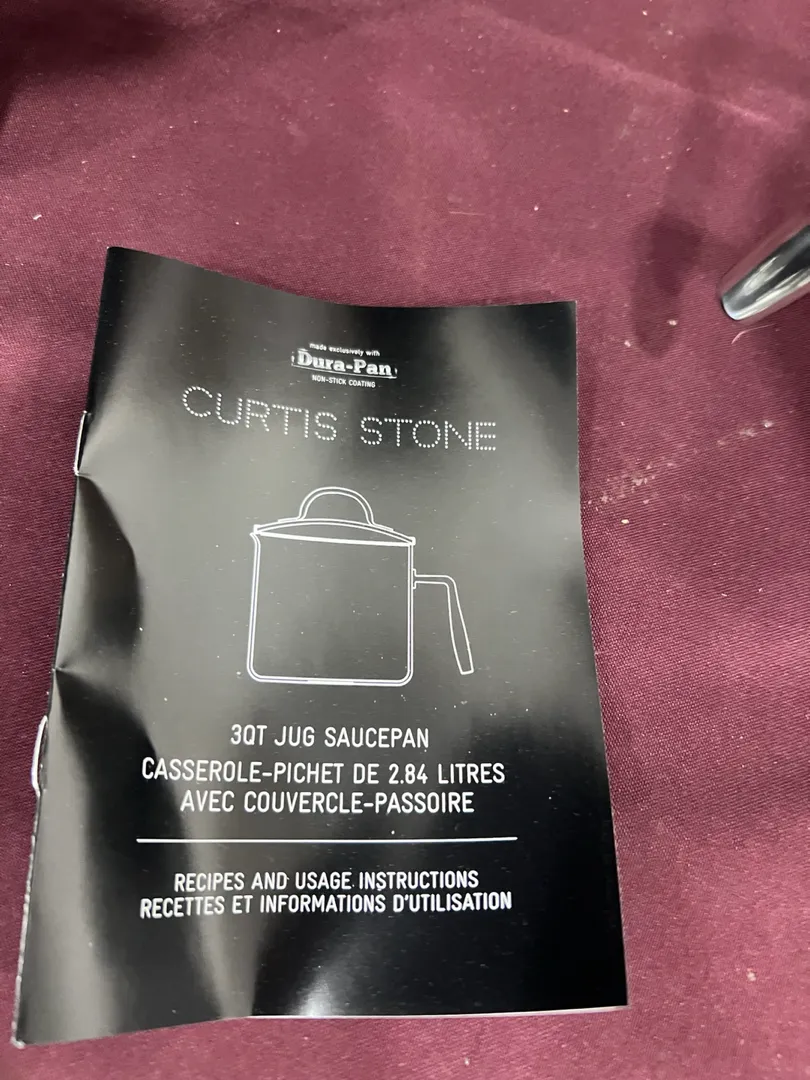 made exclusively with
Dura-Pan
NON-STICK COATING
CURTIS STONE
3QT JUG SAUCEPAN
CASSEROLE-PICHET DE 2.84 LITRES
AVEC COUVERCLE-PASSOIRE
RECIPES AND USAGE INSTRUCTIONS
RECETTES ET INFORMATIONS D'UTILISATION